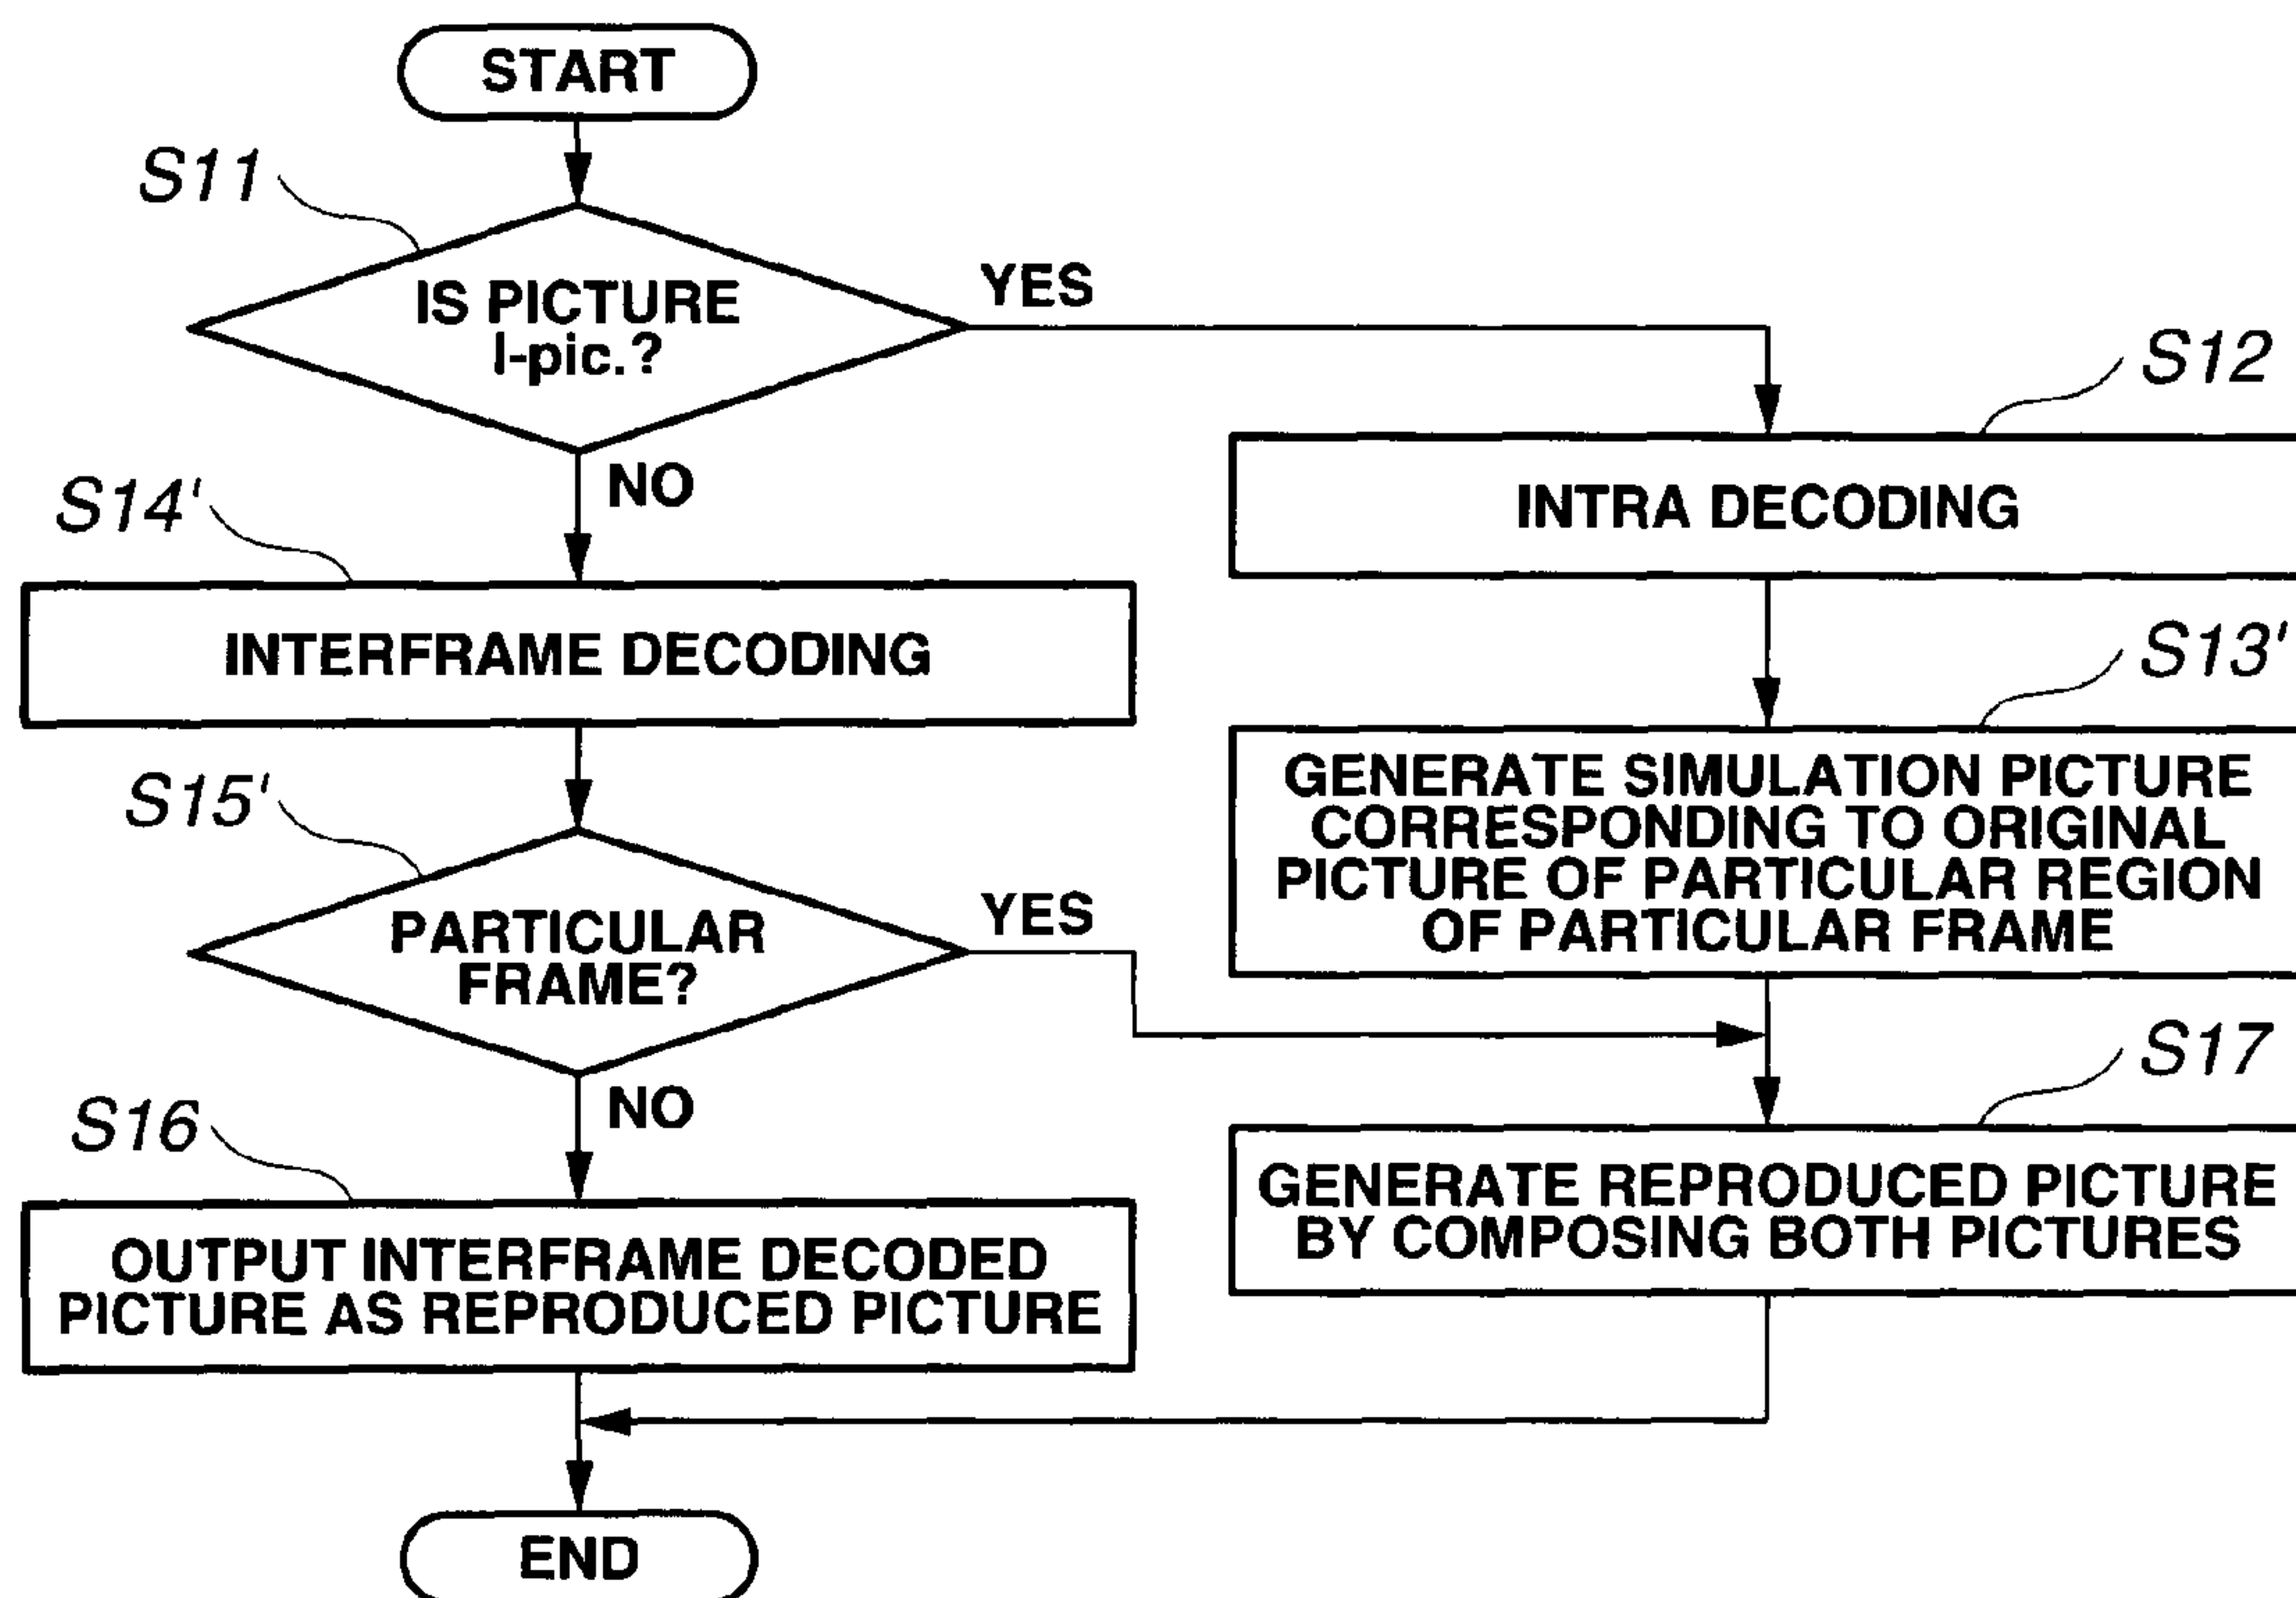 START
S11
IS PICTURE
I-pic.?
YES
S12
INTRA DECODING
NO
S14'
INTERFRAME DECODING
S13'
GENERATE SIMULATION PICTURE
CORRESPONDING TO ORIGINAL
PICTURE OF PARTICULAR REGION
OF PARTICULAR FRAME
S15'
PARTICULAR
FRAME?
YES
S17
GENERATE REPRODUCED PICTURE
BY COMPOSING BOTH PICTURES
NO
S16
OUTPUT INTERFRAME DECODED
PICTURE AS REPRODUCED PICTURE
END